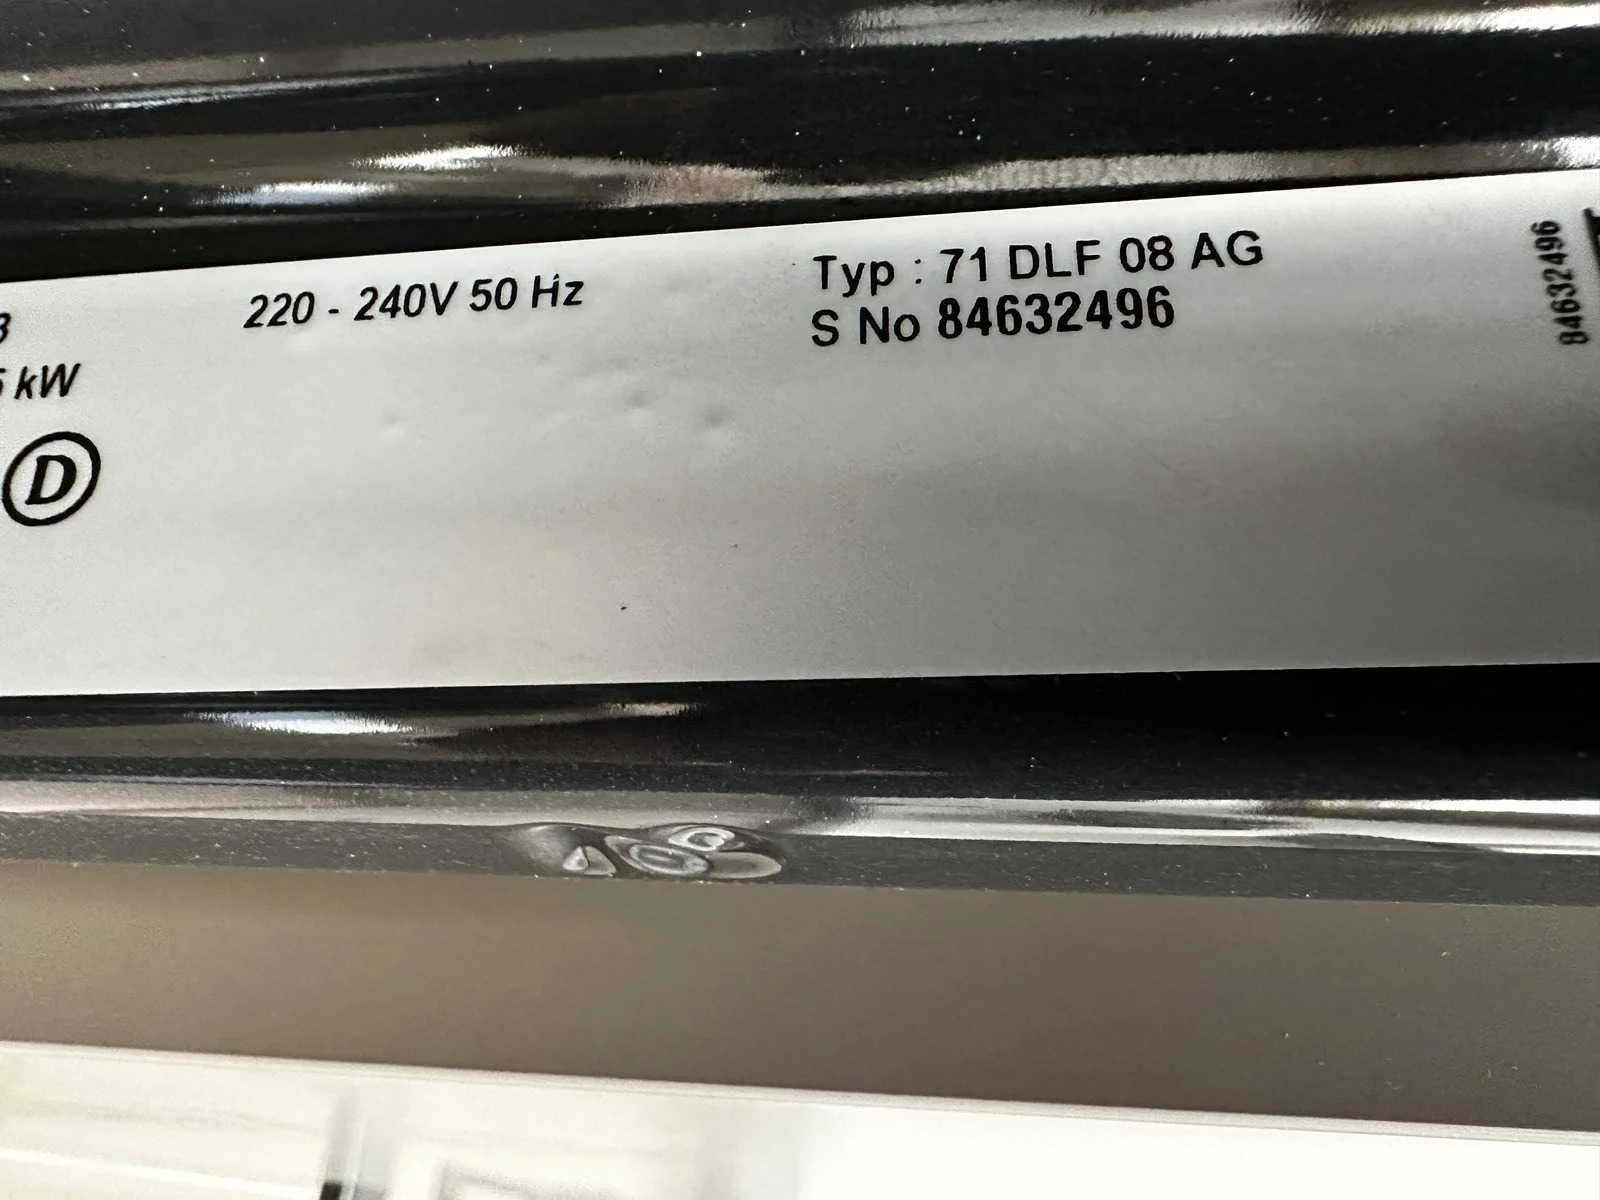 220 - 240V 50 Hz
Typ : 71 DLF 08 AG
S No 84632496
kW
D
84632496